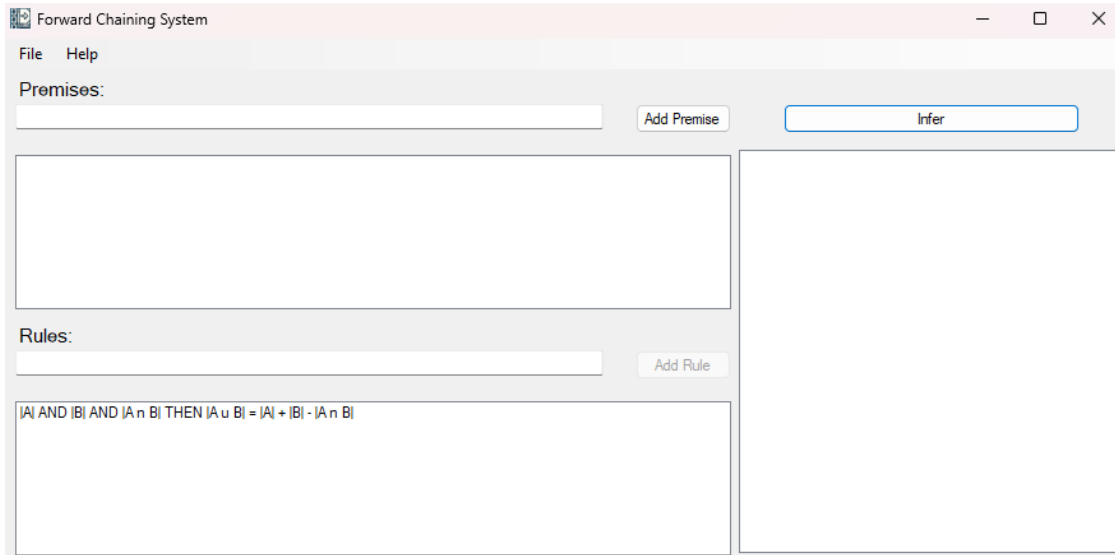 Forward Chaining System
File Help
Premises:
Add Premise Infer
Rules:
Add Rule
|A| AND |B| AND |A n B| THEN |A u B| = |A| + |B| - |A n B|